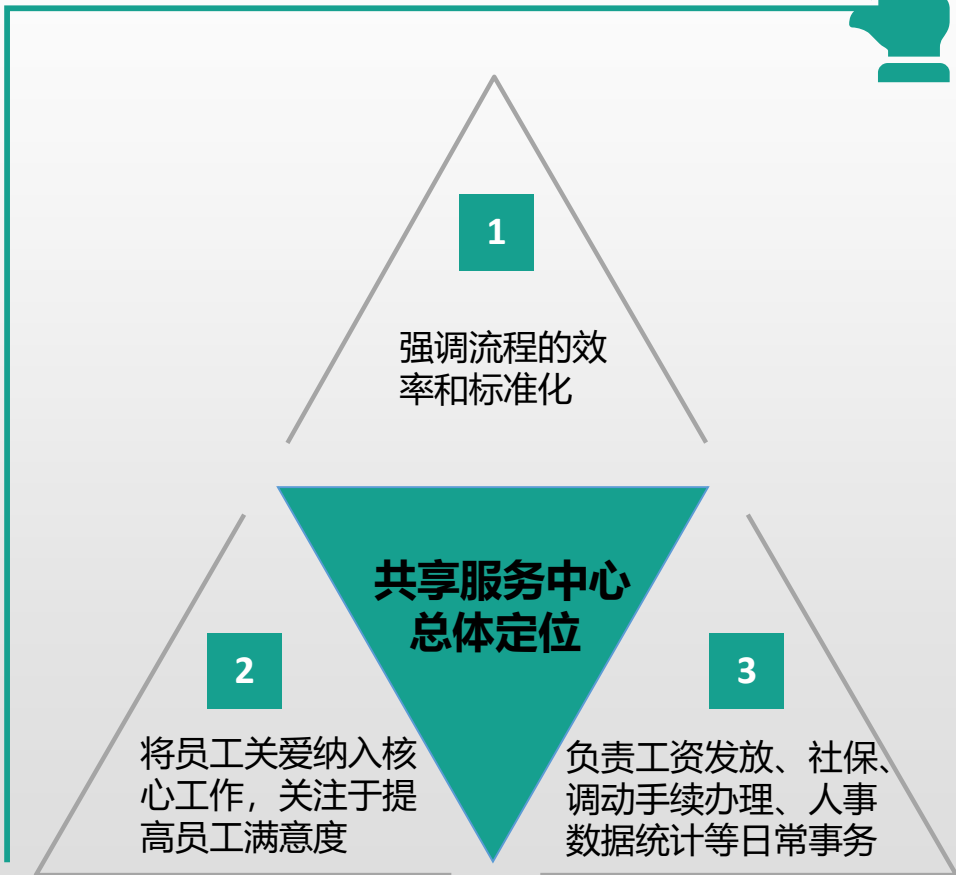 1
强调流程的效
率和标准化
共享服务中心
总体定位
2
将员工关爱纳入核
心工作，关注于提
高员工满意度
3
负责工资发放、社保、
调动手续办理、人事
数据统计等日常事务